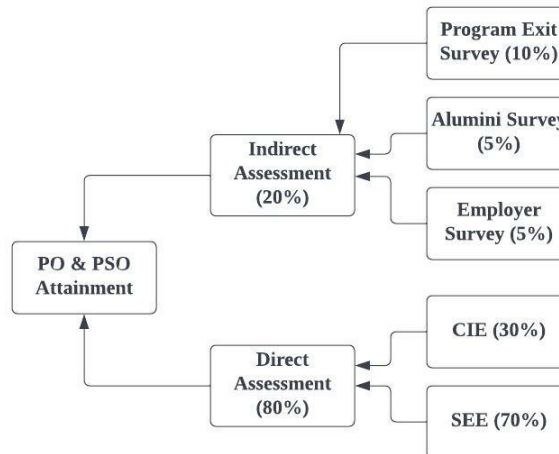 Program Exit
Survey (10%)
Alumini Survey
(5%)
Indirect
Assessment
(20%)
Employer
Survey (5%)
PO & PSO
Attainment
CIE (30%)
Direct
Assessment
(80%)
SEE (70%)